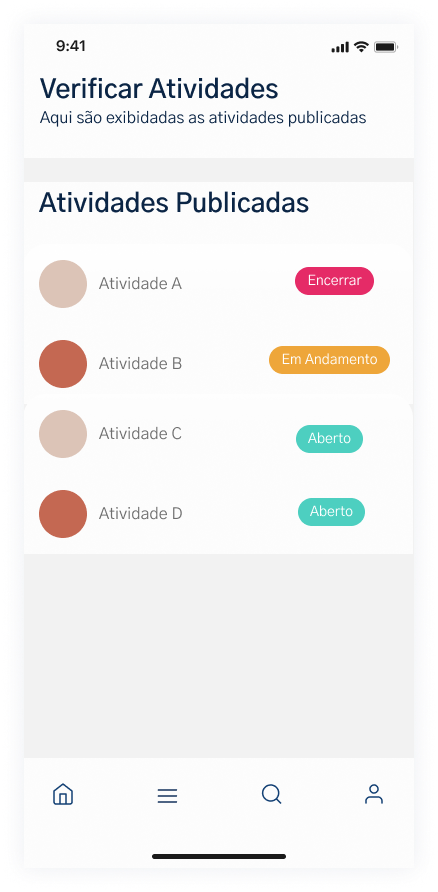 9:41
Verificar Atividades
Aqui são exibidadas as atividades publicadas
Atividades Publicadas
Atividade A
Encerrar
Atividade B
Em Andamento
Atividade C
Aberto
Atividade D
Aberto